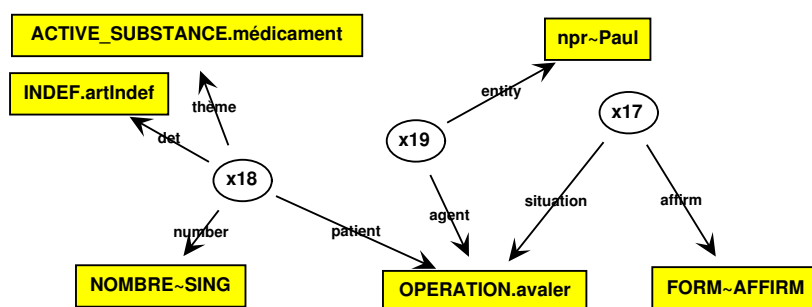 ACTIVE_SUBSTANCE.médicament
npr~Paul
INDEF.artIndef
thème
entity
x17
det
x19
x18
situation
affirm
agent
number
patient
NOMBRE~SING
OPERATION.avaler
FORM~AFFIRM